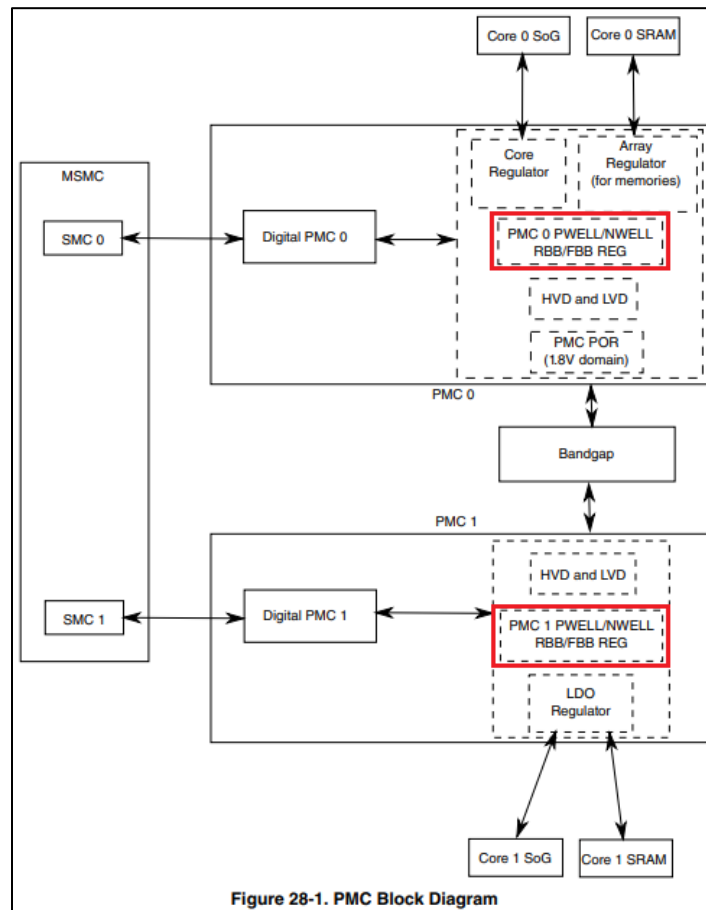 Core 0 SoG
Core 0 SRAM
Core
Regulator
Array
Regulator
(for memories)
MSMC
SMC 0
Digital PMC 0
PMC 0 PWELL/NWELL
RBB/FBB REG
HVD and LVD
PMC POR
(1.8V domain)
PMC 0
Bandgap
PMC 1
HVD and LVD
SMC 1
Digital PMC 1
PMC 1 PWELL/NWELL
RBB/FBB REG
LDO
Regulator
Core 1 SoG
Core 1 SRAM
Figure 28-1. PMC Block Diagram